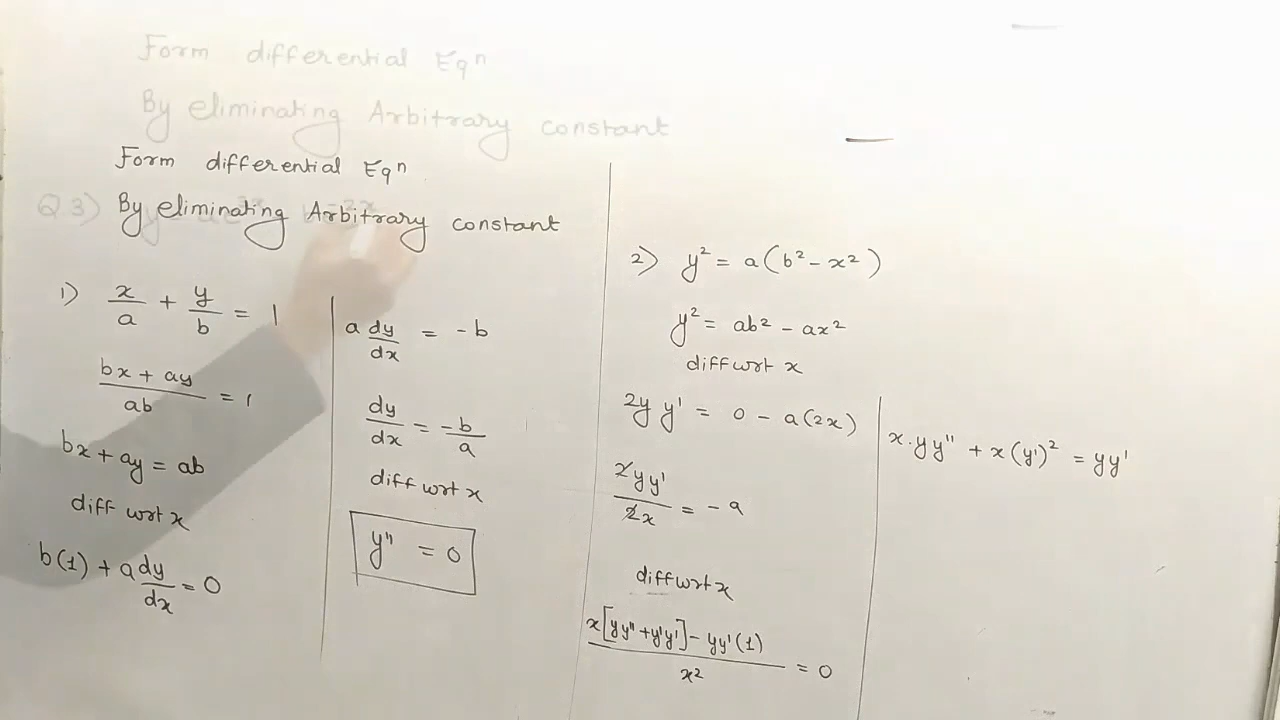 Form differential Eqⁿ
By eliminating Arbitrary constant
Form differential Eqⁿ
Q3) By eliminating Arbitrary constant
1) x/a + y/b = 1
(bx + ay)/ab = 1
bx + ay = ab
diff wrt x
b(1) + a dy/dx = 0
a dy/dx = -b
dy/dx = -b/a
diff wrt x
y'' = 0
2) y² = a(b² - x²)
y² = ab² - ax²
diff wrt x
2y y' = 0 - a(2x)
2yy'/2x = -a
diff wrt x
(x[yy'' + y'y'] - yy'(1))/x² = 0
x·yy'' + x(y')² = yy'